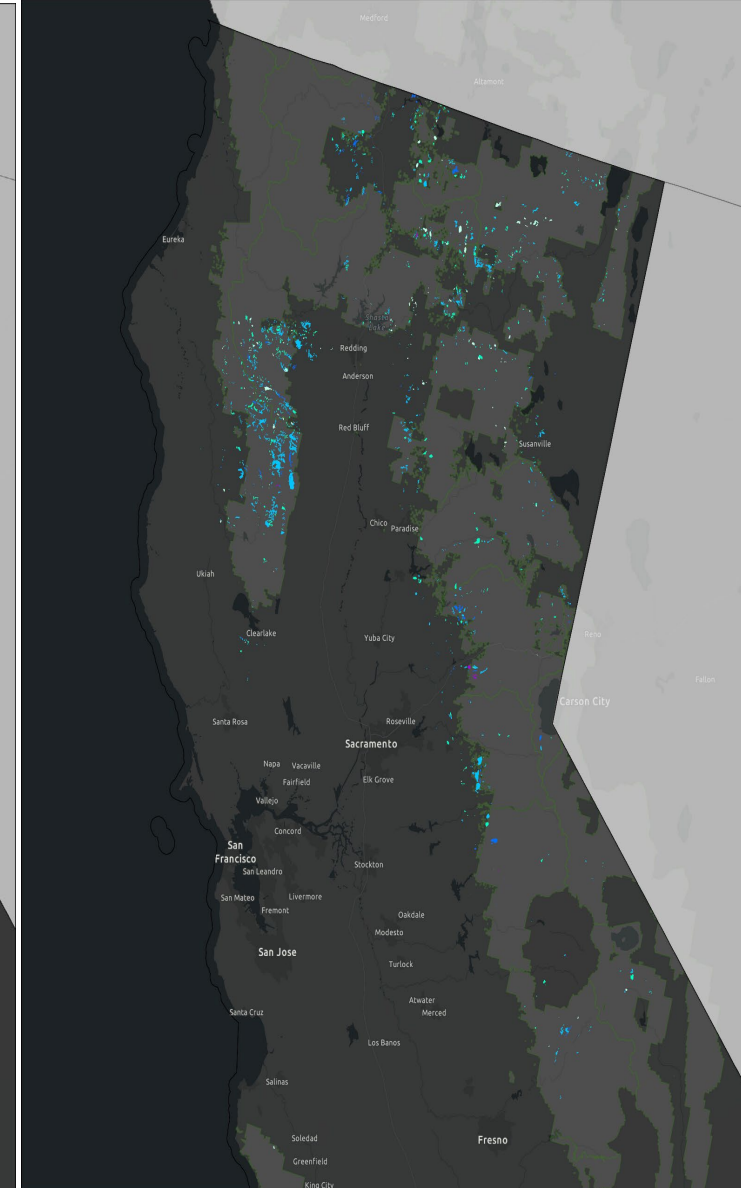 Medford
Altamont
Eureka
Shasta
Lake
Redding
Anderson
Red Bluff
Susanville
Chico
Paradise
Ukiah
Clearlake
Yuba City
Reno
Fallon
Carson City
Santa Rosa
Roseville
Sacramento
Napa
Vacaville
Fairfield
Elk Grove
Vallejo
Concord
San
Francisco
Stockton
San Leandro
San Mateo
Livermore
Fremont
Oakdale
Modesto
San Jose
Turlock
Atwater
Santa Cruz
Merced
Los Banos
Salinas
Soledad
Fresno
Greenfield
King City